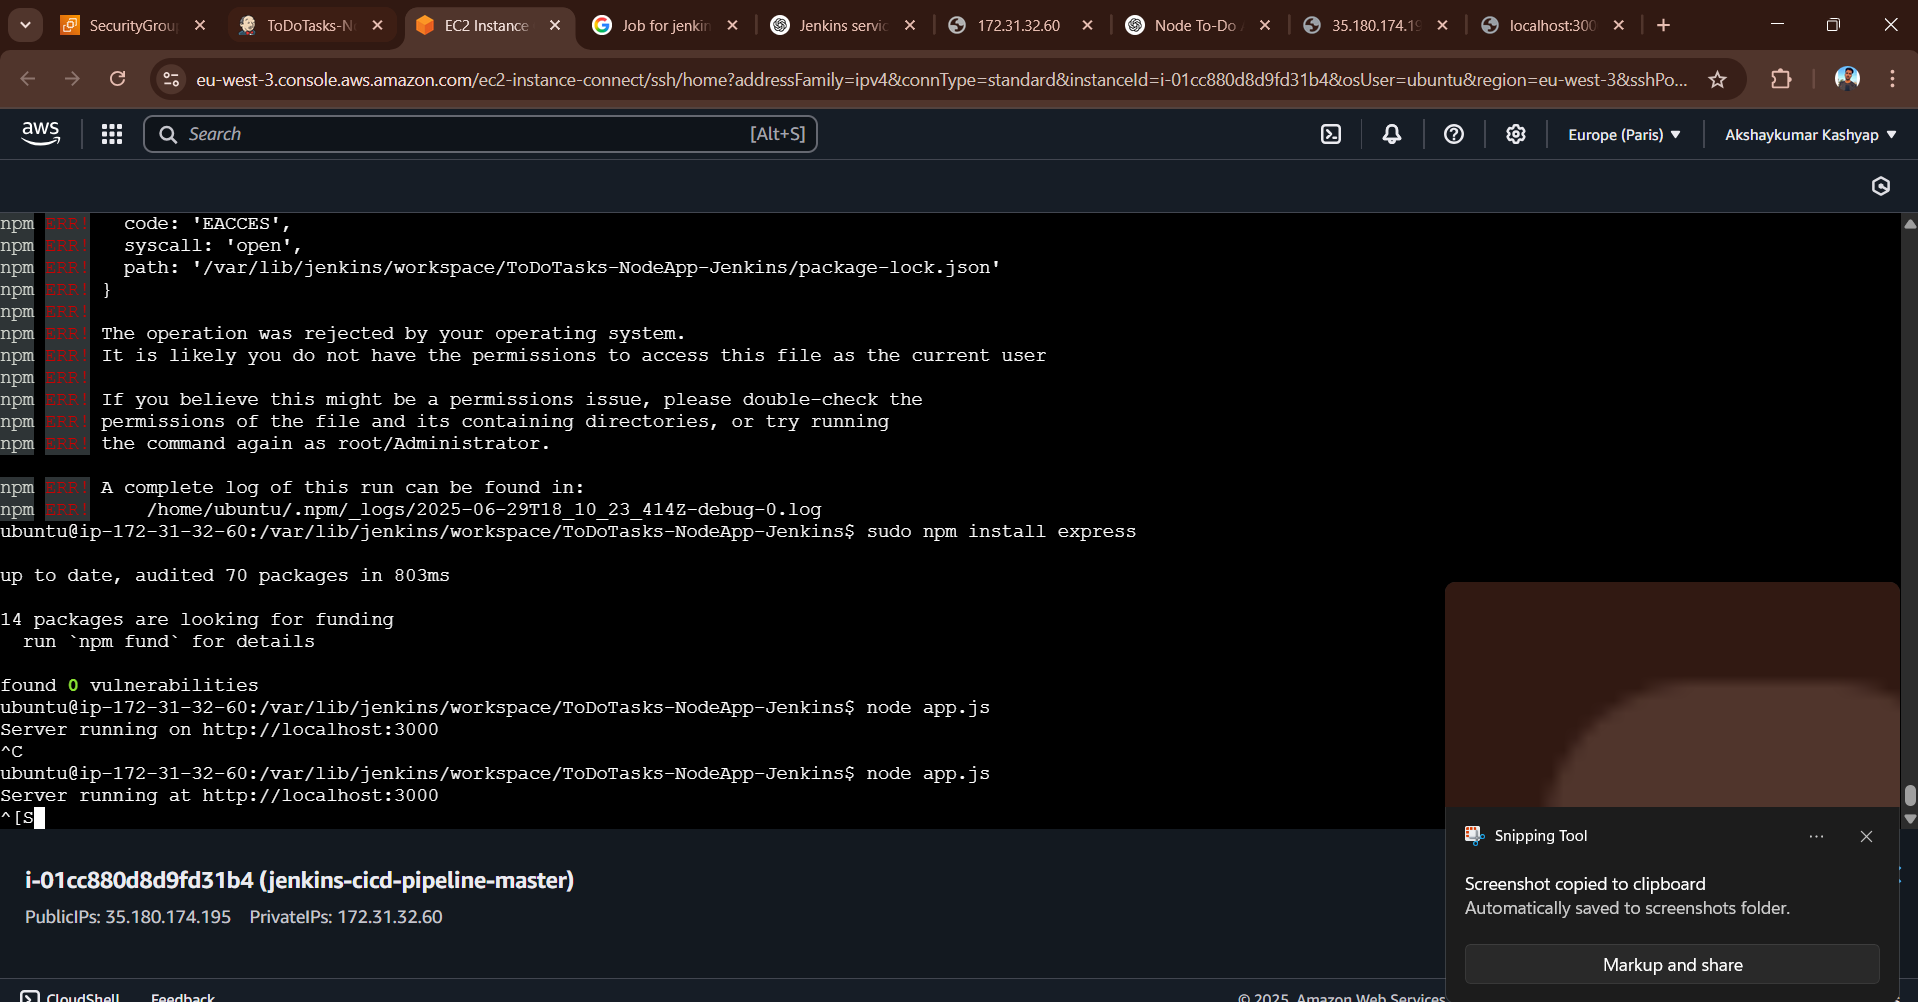 SecurityGroup
ToDoTasks-N
EC2 Instance
Job for jenkin
Jenkins servic
172.31.32.60
Node To-Do
35.180.174.19
localhost:300
eu-west-3.console.aws.amazon.com/ec2-instance-connect/ssh/home?addressFamily=ipv4&connType=standard&instanceId=i-01cc880d8d9fd31b4&osUser=ubuntu&region=eu-west-3&sshPo...
aws
Search
[Alt+S]
Europe (Paris)
Akshaykumar Kashyap
npm ERR!   code: 'EACCES',
npm ERR!   syscall: 'open',
npm ERR!   path: '/var/lib/jenkins/workspace/ToDoTasks-NodeApp-Jenkins/package-lock.json'
npm ERR! }
npm ERR!
npm ERR! The operation was rejected by your operating system.
npm ERR! It is likely you do not have the permissions to access this file as the current user
npm ERR!
npm ERR! If you believe this might be a permissions issue, please double-check the
npm ERR! permissions of the file and its containing directories, or try running
npm ERR! the command again as root/Administrator.
npm ERR! A complete log of this run can be found in:
npm ERR!     /home/ubuntu/.npm/_logs/2025-06-29T18_10_23_414Z-debug-0.log
ubuntu@ip-172-31-32-60:/var/lib/jenkins/workspace/ToDoTasks-NodeApp-Jenkins$ sudo npm install express
up to date, audited 70 packages in 803ms
14 packages are looking for funding
  run `npm fund` for details
found 0 vulnerabilities
ubuntu@ip-172-31-32-60:/var/lib/jenkins/workspace/ToDoTasks-NodeApp-Jenkins$ node app.js
Server running on http://localhost:3000
^C
ubuntu@ip-172-31-32-60:/var/lib/jenkins/workspace/ToDoTasks-NodeApp-Jenkins$ node app.js
Server running at http://localhost:3000
^[S
i-01cc880d8d9fd31b4 (jenkins-cicd-pipeline-master)
PublicIPs: 35.180.174.195    PrivateIPs: 172.31.32.60
Snipping Tool
Screenshot copied to clipboard
Automatically saved to screenshots folder.
Markup and share
CloudShell
Feedback
© 2025, Amazon Web Services